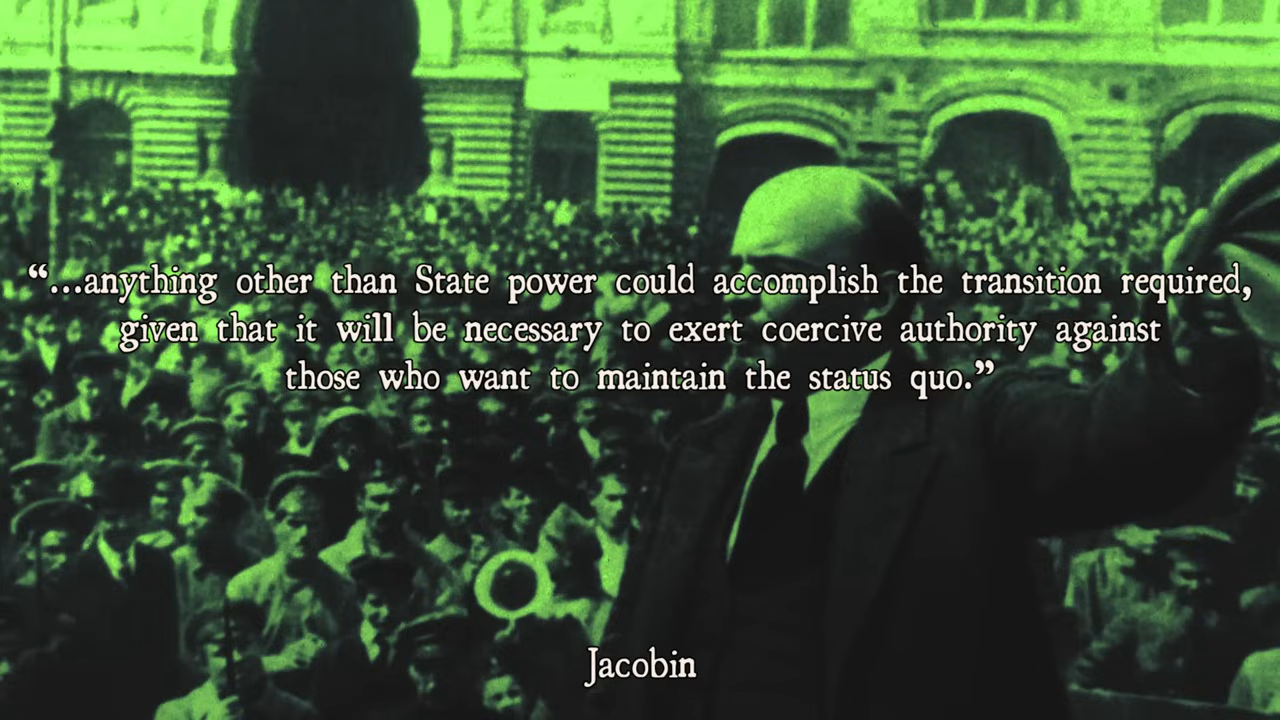 “...anything other than State power could accomplish the transition required,
given that it will be necessary to exert coercive authority against
those who want to maintain the status quo.”
Jacobin